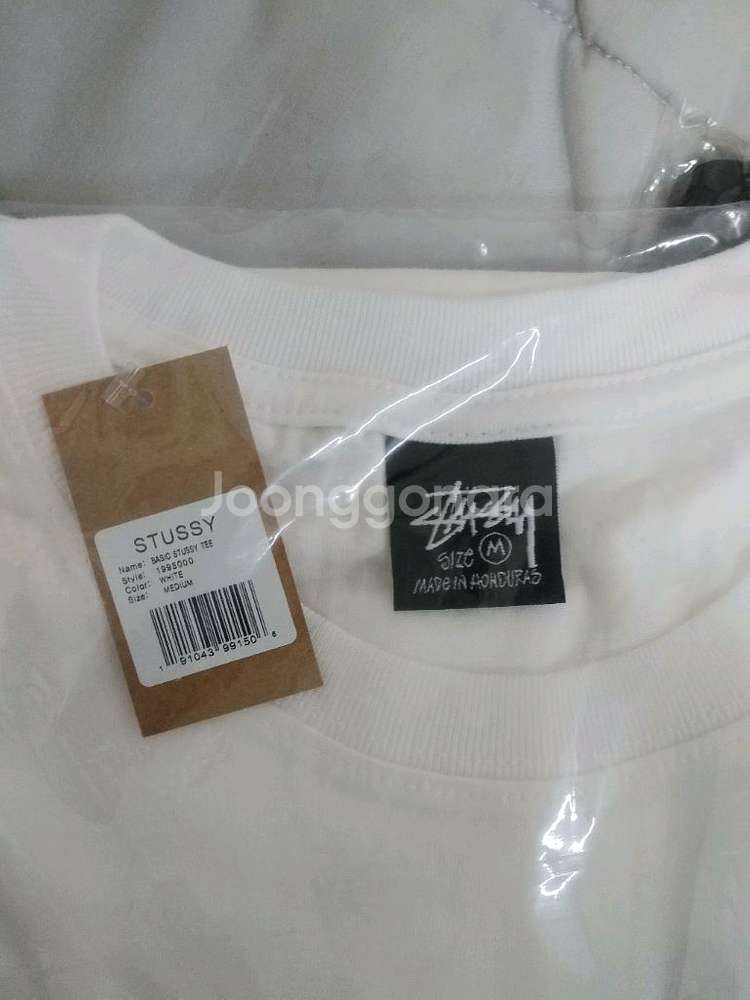 STUSSY
Name: BASIC STUSSY TEE
Style: 1995000
Color: WHITE
Size: MEDIUM
1 91043 99150 6
STÜSSY
SIZE M
MADE IN HONDURAS
Joonggonara